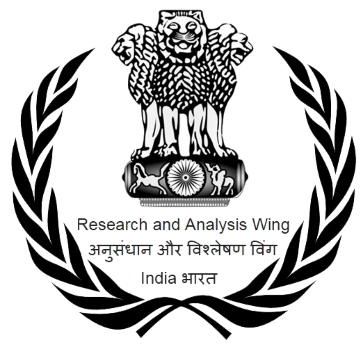 Research and Analysis Wing
अनुसंधान और विश्लेषण विंग
India भारत